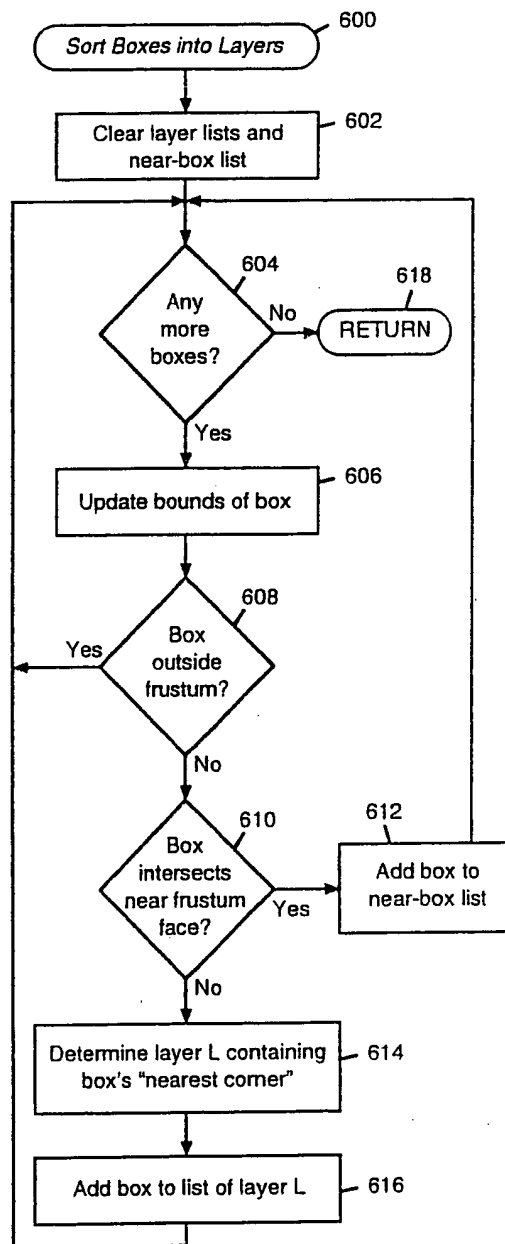 600
Sort Boxes into Layers
602
Clear layer lists and
near-box list
604
Any
more
boxes?
No
618
RETURN
Yes
606
Update bounds of box
608
Box
outside
frustum?
Yes
No
610
Box
intersects
near frustum
face?
Yes
612
Add box to
near-box list
No
Determine layer L containing
box's "nearest corner"
614
Add box to list of layer L
616